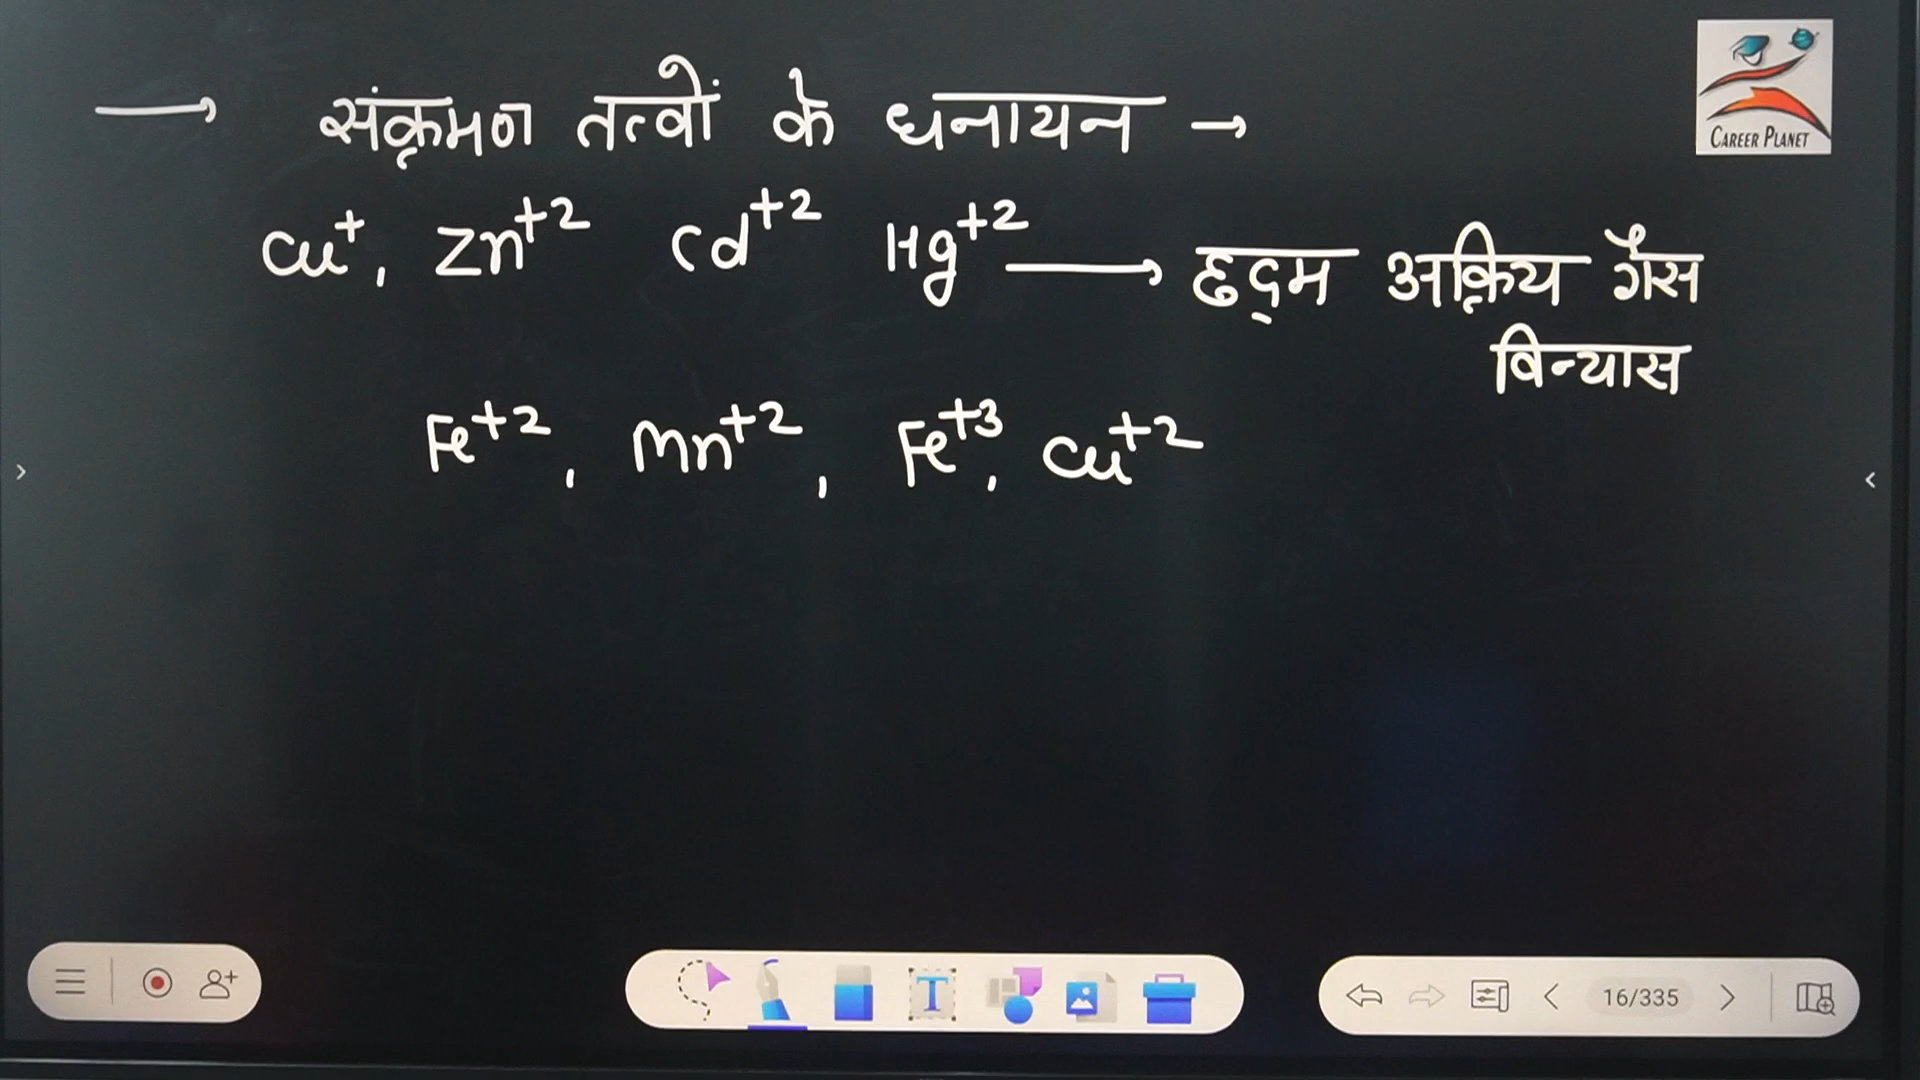 → संक्रमण तत्वों के धनायन →
CAREER PLANET
Cu⁺, Zn⁺² Cd⁺² Hg⁺² → छद्म अक्रिय गैस
विन्यास
Fe⁺², Mn⁺², Fe⁺³, Cu⁺²
16/335